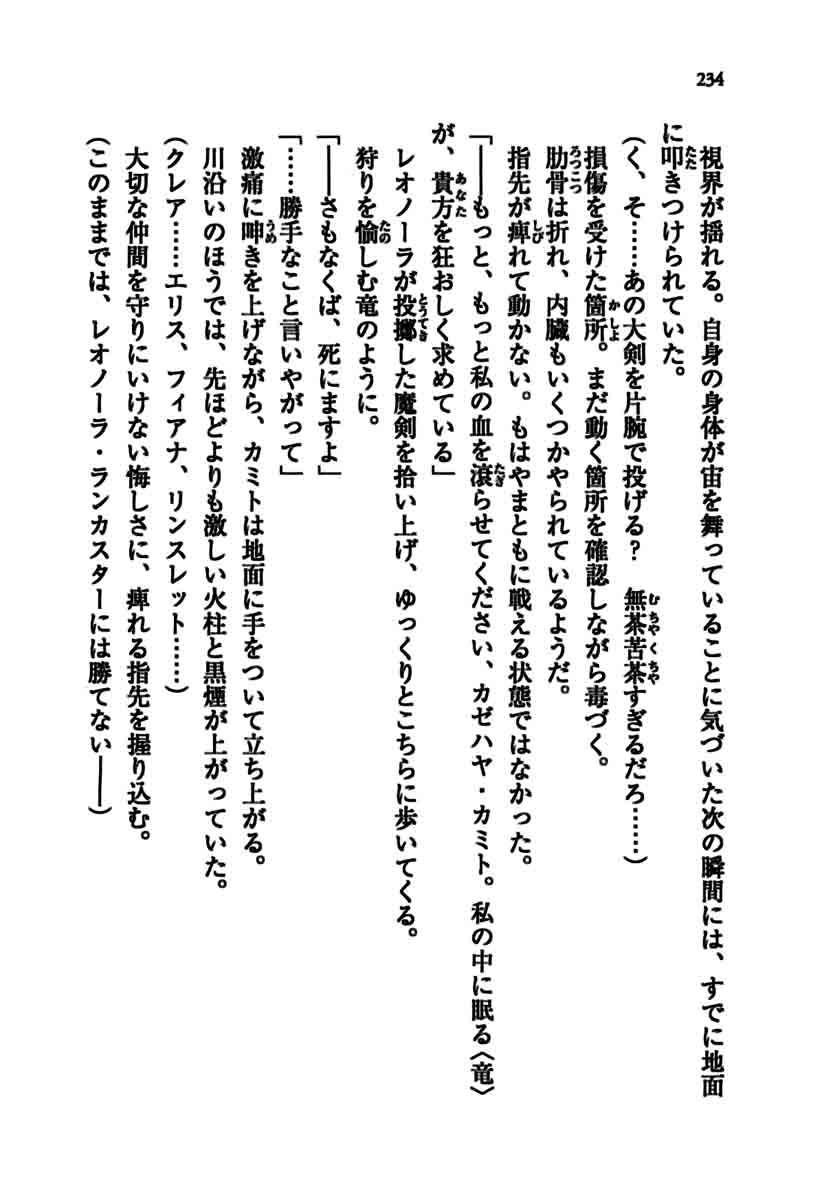 234
視界が揺れる。自身の身体が宙を舞っていることに気づいた次の瞬間には、すでに地面
に叩きつけられていた。
(く、そ……あの大剣を片腕で投げる?　無茶苦茶すぎるだろ……)
損傷を受けた箇所。まだ動く箇所を確認しながら毒づく。
肋骨は折れ、内臓もいくつかやられているようだ。
指先が痺れて動かない。もはやまともに戦える状態ではなかった。
「――もっと、もっと私の血を滾らせてください、カゼハヤ・カミト。私の中に眠る〈竜〉
が、貴方を狂おしく求めている」
レオノーラが投擲した魔剣を拾い上げ、ゆっくりとこちらに歩いてくる。
狩りを愉しむ竜のように。
「――さもなくば、死にますよ」
「……勝手なこと言いやがって」
激痛に呻きを上げながら、カミトは地面に手をついて立ち上がる。
川沿いのほうでは、先ほどよりも激しい火柱と黒煙が上がっていた。
(クレア……エリス、フィアナ、リンスレット……)
大切な仲間を守りにいけない悔しさに、痺れる指先を握り込む。
(このままでは、レオノーラ・ランカスターには勝てない――)